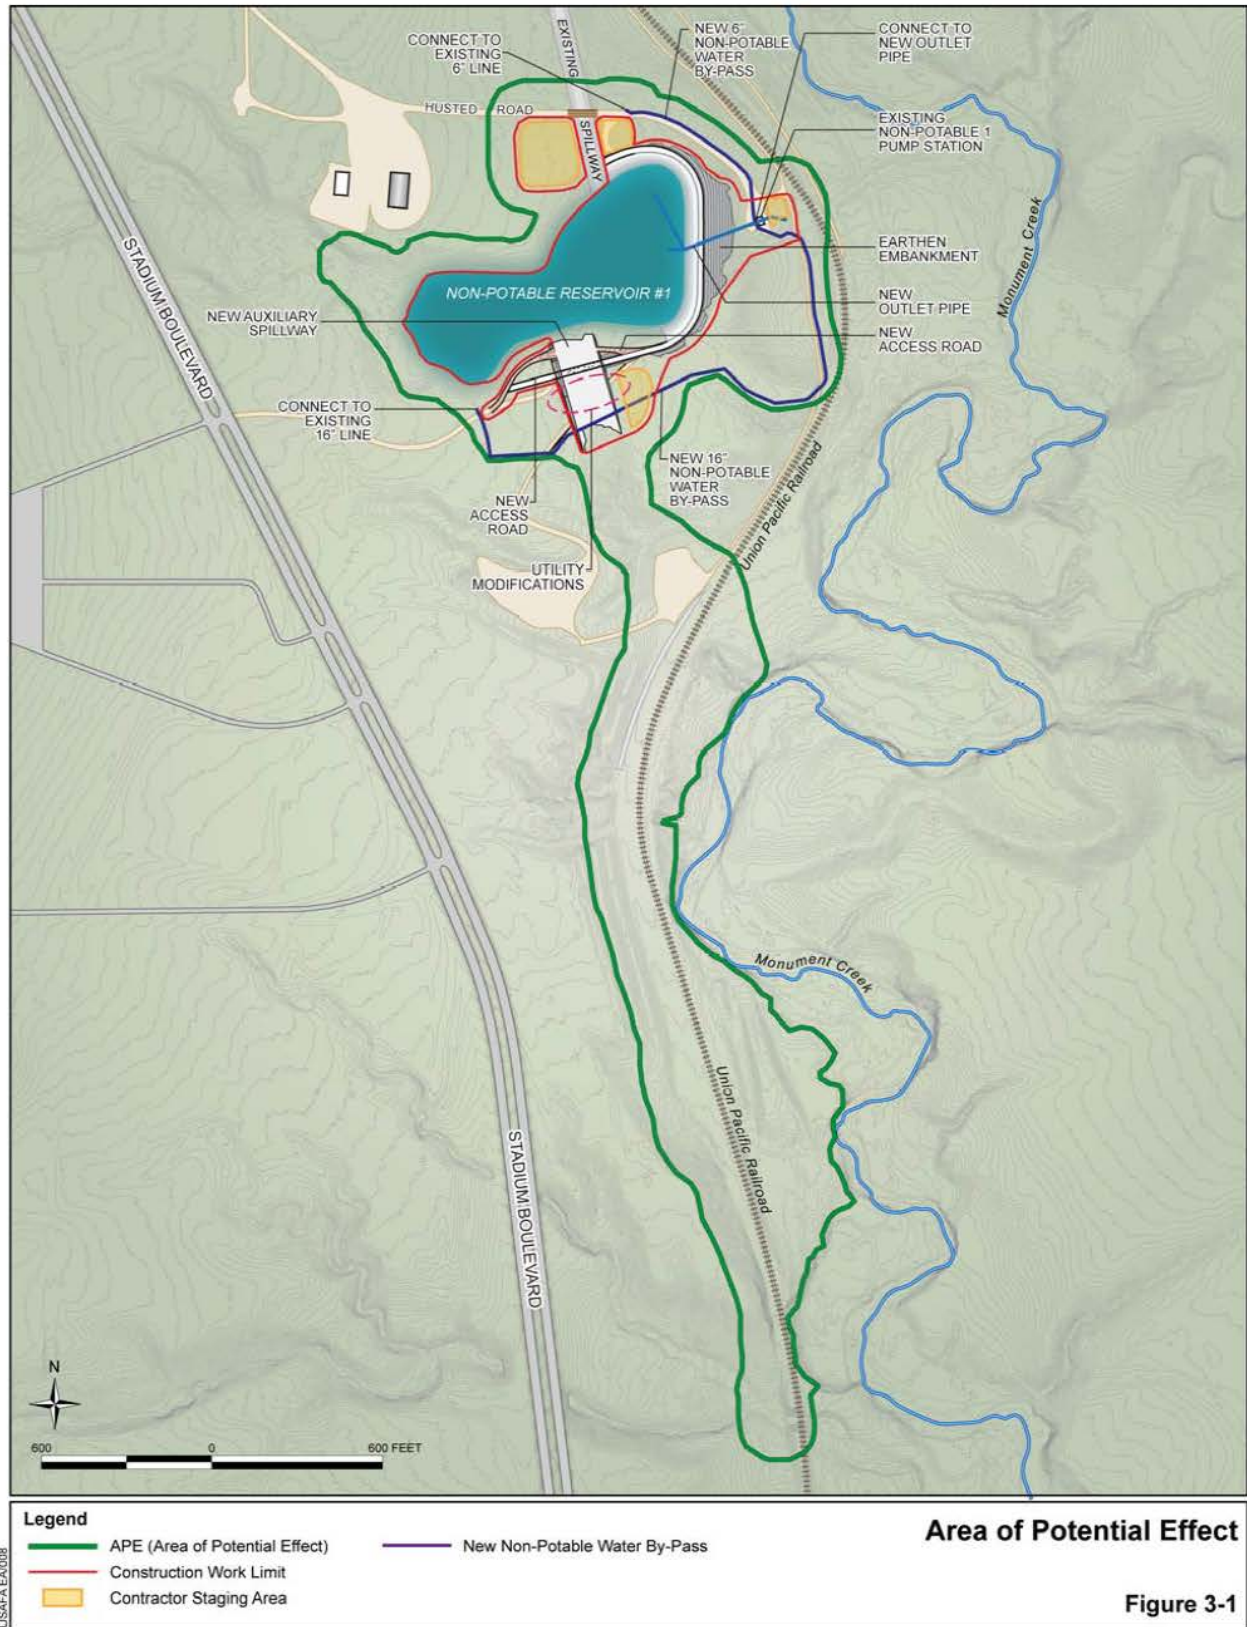 CONNECT TO
EXISTING
6" LINE
EXISTING
SPILLWAY
NEW 6"
NON-POTABLE
WATER
BY-PASS
CONNECT TO
NEW OUTLET
PIPE
HUSTED ROAD
EXISTING
NON-POTABLE 1
PUMP STATION
Monument Creek
STADIUM BOULEVARD
EARTHEN
EMBANKMENT
NON-POTABLE RESERVOIR #1
NEW
OUTLET PIPE
NEW AUXILIARY
SPILLWAY
NEW
ACCESS ROAD
CONNECT TO
EXISTING
16" LINE
NEW 16"
NON-POTABLE
WATER
BY-PASS
Union Pacific Railroad
NEW
ACCESS
ROAD
UTILITY
MODIFICATIONS
Monument Creek
Union Pacific Railroad
STADIUM BOULEVARD
N
600 0 600 FEET
Legend
APE (Area of Potential Effect)
New Non-Potable Water By-Pass
Construction Work Limit
Contractor Staging Area
Area of Potential Effect
Figure 3-1
USAFA EA/008